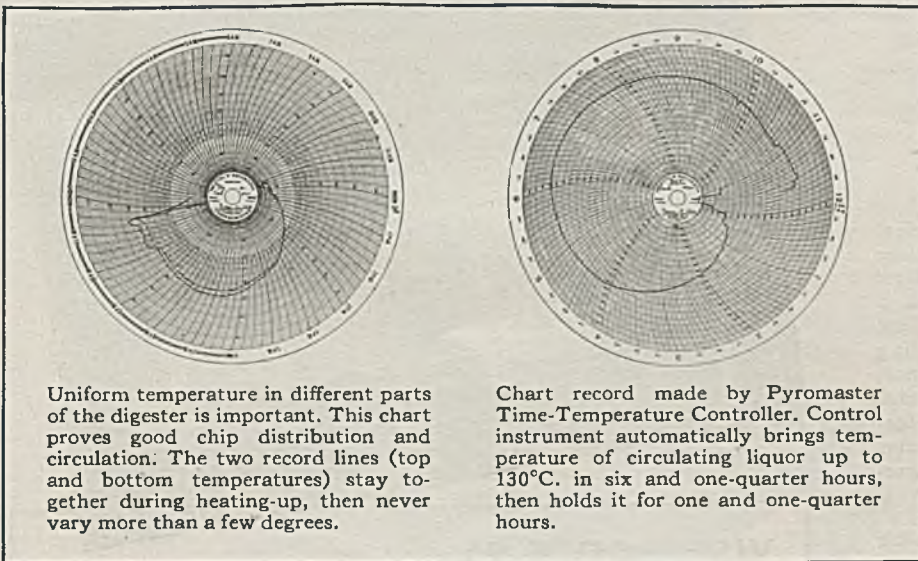 Uniform temperature in different parts
of the digester is important. This chart
proves good chip distribution and
circulation. The two record lines (top
and bottom temperatures) stay to-
gether during heating-up, then never
vary more than a few degrees.
Chart record made by Pyromaster
Time-Temperature Controller. Control
instrument automatically brings tem-
perature of circulating liquor up to
130°C. in six and one-quarter hours,
then holds it for one and one-quarter
hours.